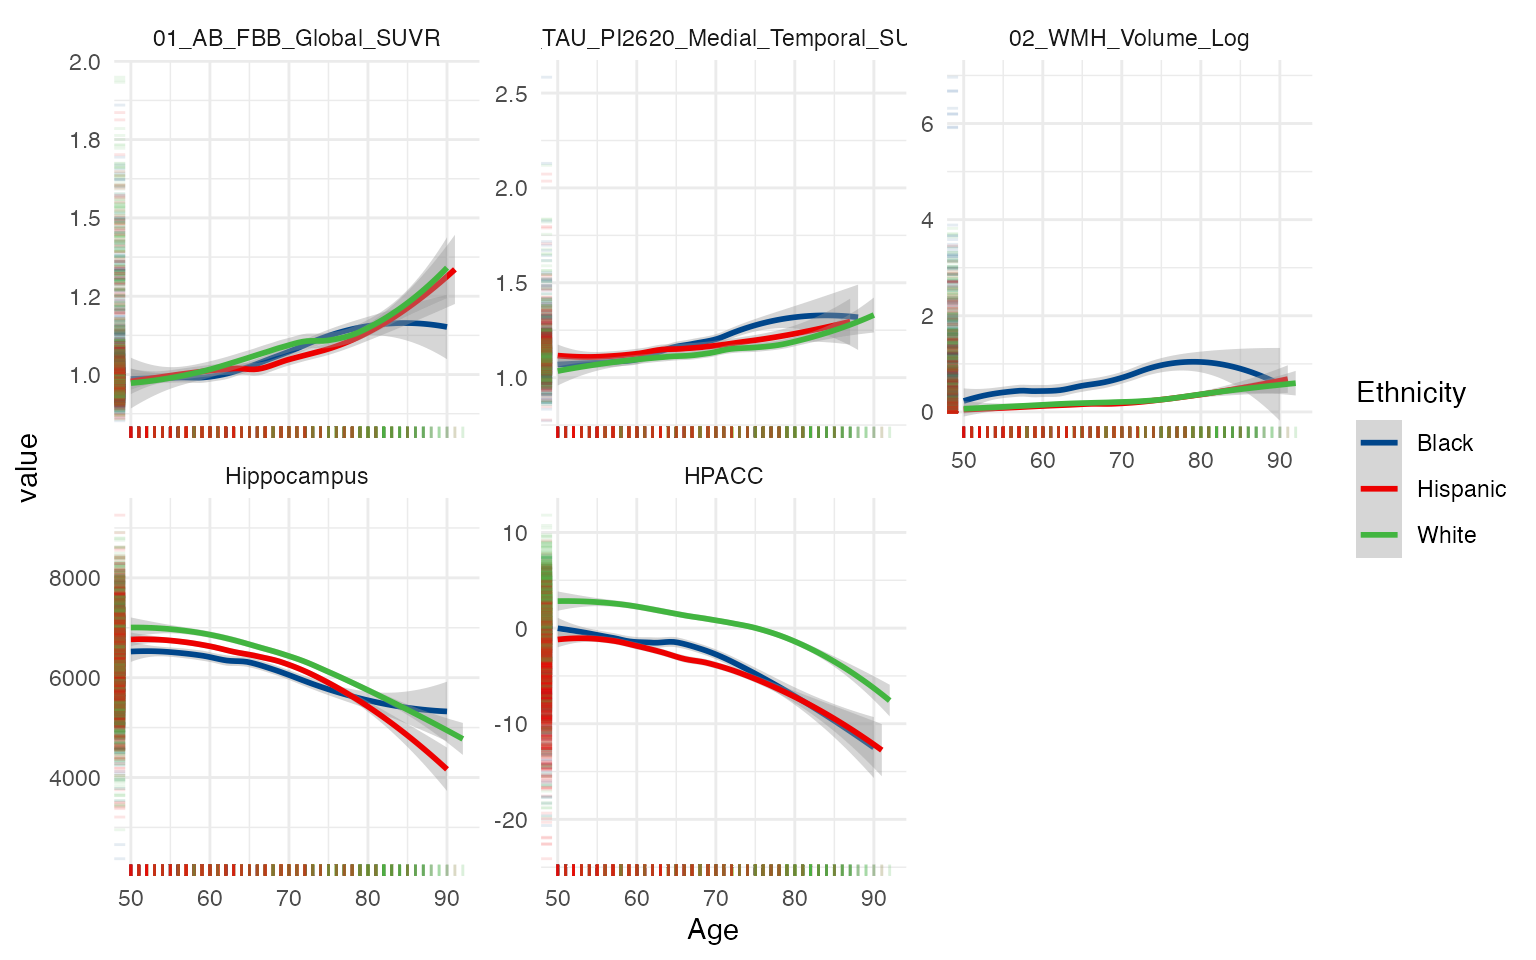 01_AB_FBB_Global_SUVR
_TAU_PI2620_Medial_Temporal_SU
02_WMH_Volume_Log
2.0
1.8
1.5
1.2
1.0
2.5
2.0
1.5
1.0
6
4
2
0
50 60 70 80 90
value
Hippocampus
HPACC
8000
6000
4000
10
0
-10
-20
50 60 70 80 90
50 60 70 80 90
Age
Ethnicity
Black
Hispanic
White